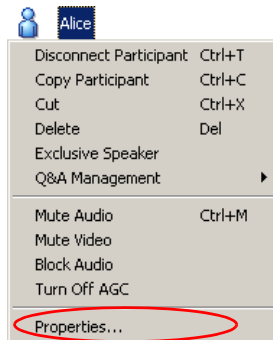 Alice
Disconnect Participant Ctrl+T
Copy Participant Ctrl+C
Cut Ctrl+X
Delete Del
Exclusive Speaker
Q&A Management
Mute Audio Ctrl+M
Mute Video
Block Audio
Turn Off AGC
Properties...